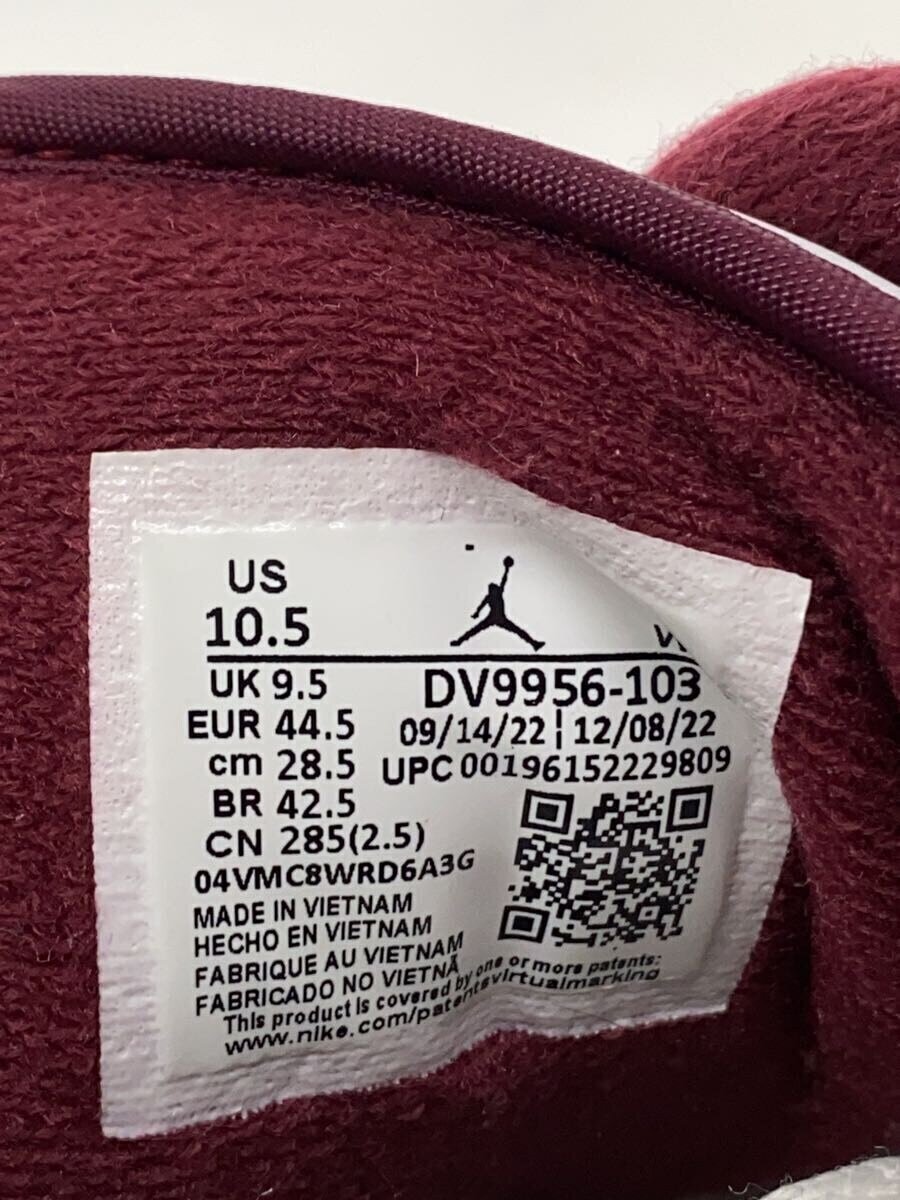 US
10.5
UK 9.5
EUR 44.5
cm 28.5
BR 42.5
CN 285(2.5)
DV9956-103
09/14/22 | 12/08/22
UPC 00196152229809
04VMC8WRD6A3G
MADE IN VIETNAM
HECHO EN VIETNAM
FABRIQUE AU VIETNAM
FABRICADO NO VIETNÃ
This product is covered by one or more patents:
www.nike.com/patentsvirtualmarking